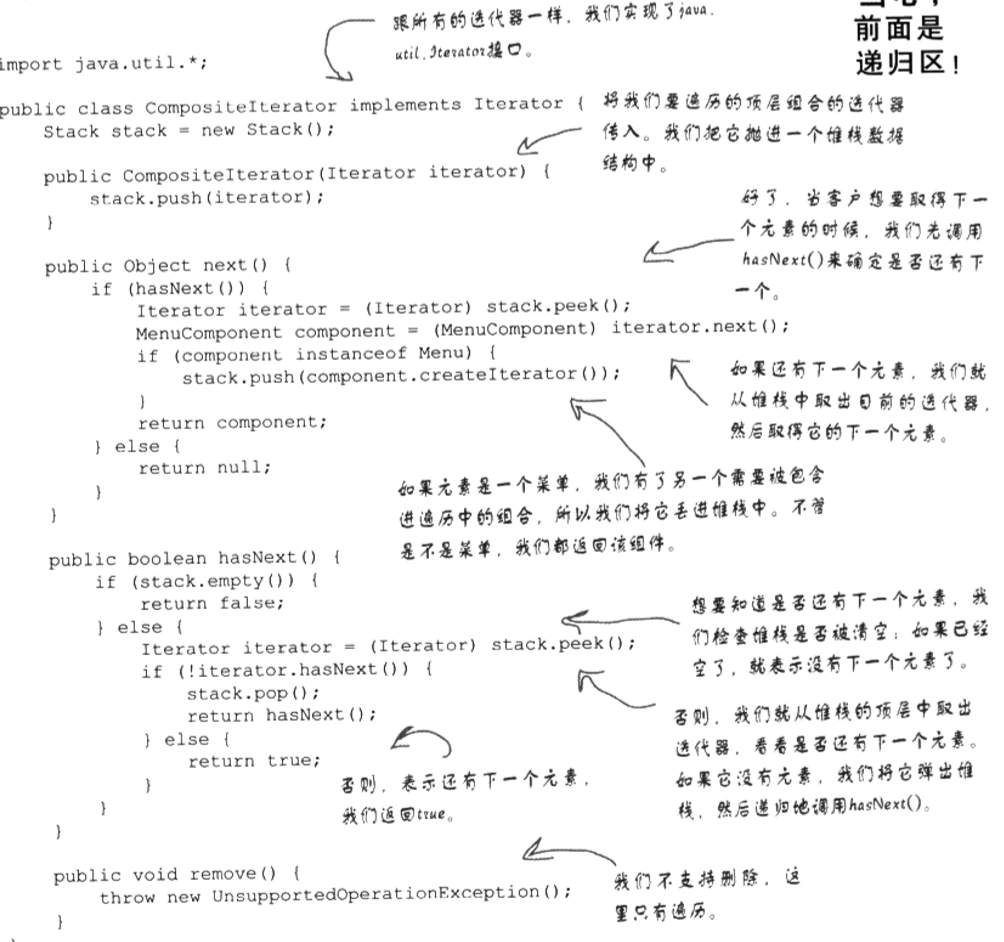 跟所有的迭代器一样，我们实现了java.
util.Iterator接口。
前面是
递归区！
import java.util.*;
public class CompositeIterator implements Iterator {
Stack stack = new Stack();
将我们要遍历的顶层组合的迭代器
传入。我们把它抛进一个堆栈数据
结构中。
public CompositeIterator(Iterator iterator) {
stack.push(iterator);
}
好了，当客户想要取得下一
个元素的时候，我们先调用
hasNext()来确定是否还有下
一个。
public Object next() {
if (hasNext()) {
Iterator iterator = (Iterator) stack.peek();
MenuComponent component = (MenuComponent) iterator.next();
if (component instanceof Menu) {
stack.push(component.createIterator());
}
return component;
} else {
return null;
}
}
如果还有下一个元素，我们就
从堆栈中取出目前的迭代器，
然后取得它的下一个元素。
如果元素是一个菜单，我们有了另一个需要被包含
进遍历中的组合，所以我们将它丢进堆栈中。不管
是不是菜单，我们都返回该组件。
public boolean hasNext() {
if (stack.empty()) {
return false;
} else {
Iterator iterator = (Iterator) stack.peek();
if (!iterator.hasNext()) {
stack.pop();
return hasNext();
} else {
return true;
}
}
}
想要知道是否还有下一个元素，我
们检查堆栈是否被清空；如果已经
空了，就表示没有下一个元素了。
否则，我们就从堆栈的顶层中取出
迭代器，看看是否还有下一个元素。
如果它没有元素，我们将它弹出堆
栈，然后递归地调用hasNext()。
否则，表示还有下一个元素，
我们返回true。
public void remove() {
throw new UnsupportedOperationException();
}
我们不支持删除，这
里只有遍历。